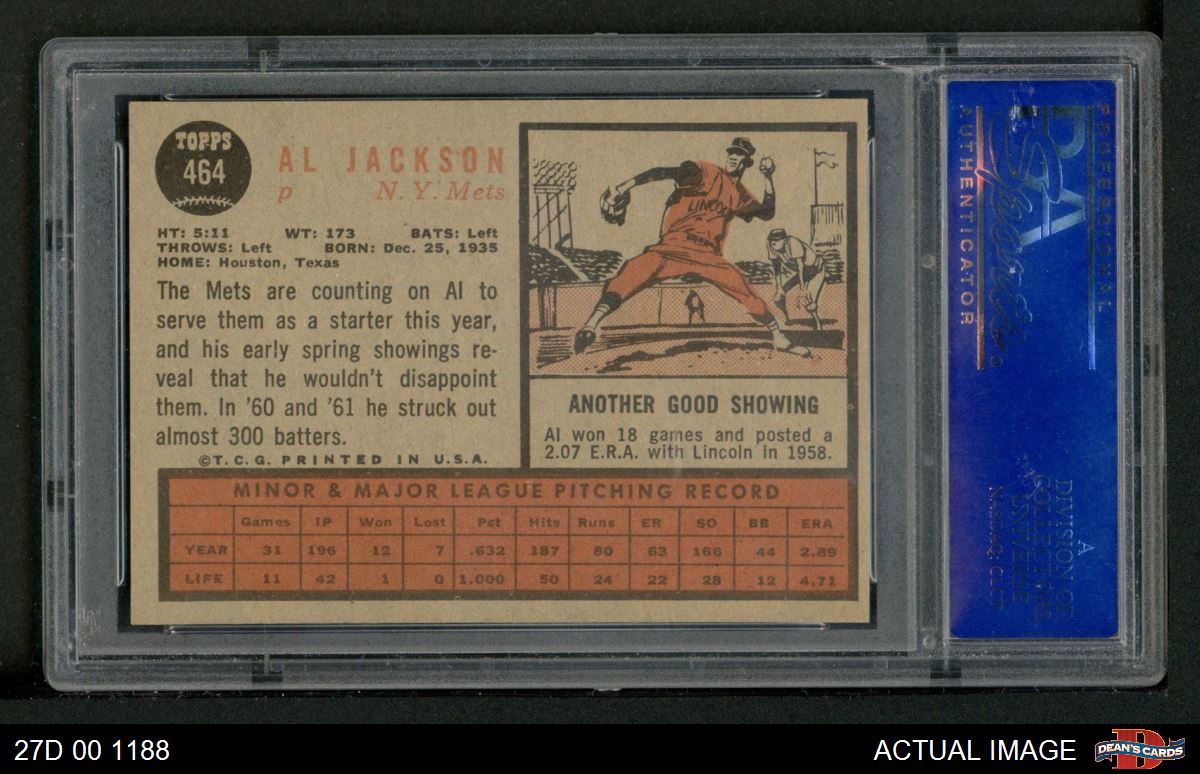 TOPPS
464
AL JACKSON
p N. Y. Mets
HT: 5:11 WT: 173 BATS: Left
THROWS: Left BORN: Dec. 25, 1935
HOME: Houston, Texas
The Mets are counting on Al to
serve them as a starter this year,
and his early spring showings re-
veal that he wouldn't disappoint
them. In '60 and '61 he struck out
almost 300 batters.
©T. C. G. PRINTED IN U.S.A.
LINCOLN
ANOTHER GOOD SHOWING
Al won 18 games and posted a
2.07 E.R.A. with Lincoln in 1958.
MINOR & MAJOR LEAGUE PITCHING RECORD
Games IP Won Lost Pct Hits Runs ER SO BB ERA
YEAR 31 196 12 7 .632 187 80 63 166 44 2.89
LIFE 11 42 1 0 1.000 50 24 22 28 12 4.71
PROFESSIONAL
PSA
AUTHENTICATOR
A
DIVISION OF
COLLECTORS
UNIVERSE
NASDAQ: CLCT
27D 00 1188
ACTUAL IMAGE
DEAN'S CARDS